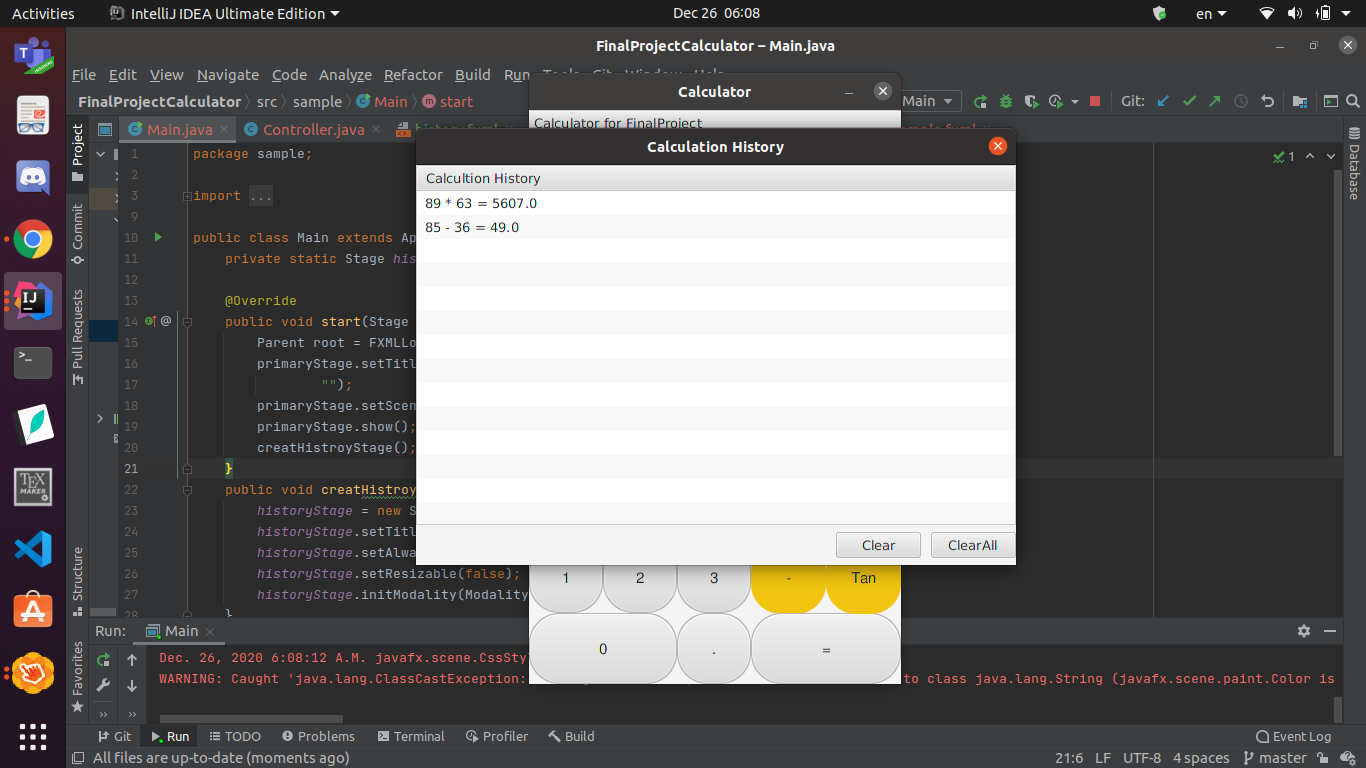 Activities IntelliJ IDEA Ultimate Edition Dec 26 06:08 en
FinalProjectCalculator – Main.java
File Edit View Navigate Code Analyze Refactor Build Run
FinalProjectCalculator src sample Main start Main Git:
Calculator
Calculator for FinalProject
Main.java Controller.java
Calculation History
Calcultion History
89 * 63 = 5607.0
85 - 36 = 49.0
Clear ClearAll
1 2 3 - Tan
0 . =
Project
Commit
Pull Requests
Structure
Favorites
Database
1
1 package sample;
2
3 import ...
9
10 public class Main extends Ap
11 private static Stage his
12
13 @Override
14 public void start(Stage
15 Parent root = FXMLLo
16 primaryStage.setTitl
17 "");
18 primaryStage.setScen
19 primaryStage.show();
20 creatHistroyStage();
21 }
22 public void creatHistroy
23 historyStage = new S
24 historyStage.setTitl
25 historyStage.setAlwa
26 historyStage.setResizable(false);
27 historyStage.initModality(Modality
28 }
Run: Main
Dec. 26, 2020 6:08:12 A.M. javafx.scene.CssSty
WARNING: Caught 'java.lang.ClassCastException: to class java.lang.String (javafx.scene.paint.Color is
Git Run TODO Problems Terminal Profiler Build Event Log
All files are up-to-date (moments ago) 21:6 LF UTF-8 4 spaces master